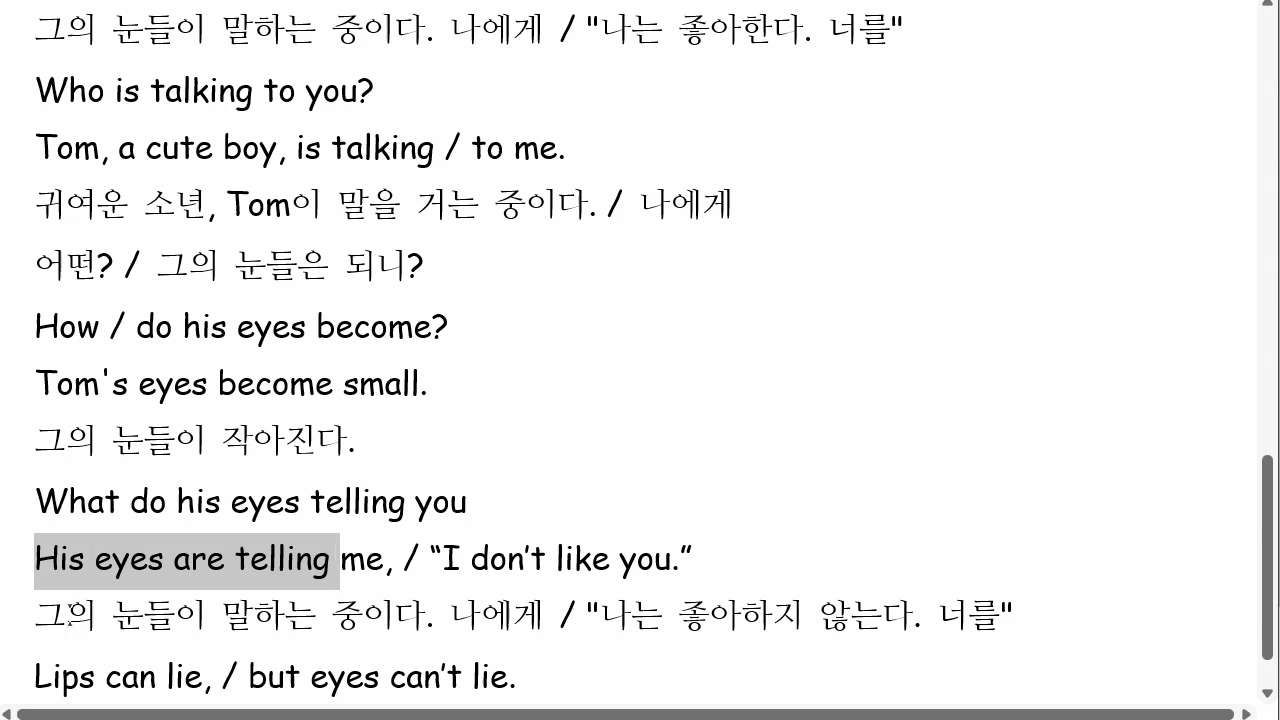 그의 눈들이 말하는 중이다. 나에게 / "나는 좋아한다. 너를"
Who is talking to you?
Tom, a cute boy, is talking / to me.
귀여운 소년, Tom이 말을 거는 중이다. / 나에게
어떤? / 그의 눈들은 되니?
How / do his eyes become?
Tom's eyes become small.
그의 눈들이 작아진다.
What do his eyes telling you
His eyes are telling me, / “I don’t like you.”
그의 눈들이 말하는 중이다. 나에게 / "나는 좋아하지 않는다. 너를"
Lips can lie, / but eyes can’t lie.